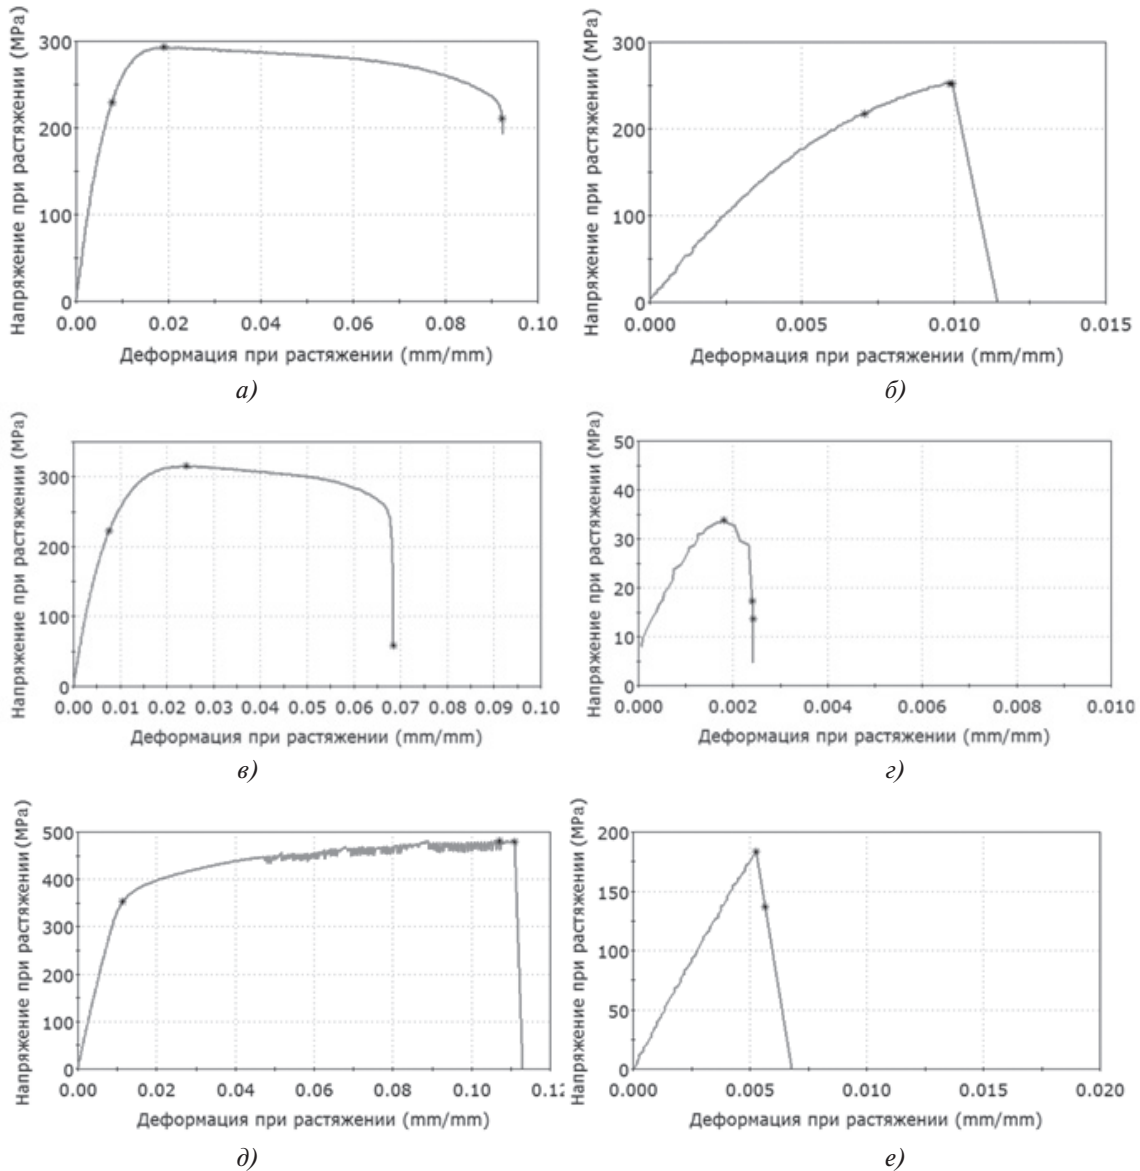 Напряжение при растяжении (MPa)
300
200
100
0
0.00 0.02 0.04 0.06 0.08 0.10
Деформация при растяжении (mm/mm)
а)
Напряжение при растяжении (MPa)
300
200
100
0
0.000 0.005 0.010 0.015
Деформация при растяжении (mm/mm)
б)
Напряжение при растяжении (MPa)
300
200
100
0
0.00 0.01 0.02 0.03 0.04 0.05 0.06 0.07 0.08 0.09 0.10
Деформация при растяжении (mm/mm)
в)
Напряжение при растяжении (MPa)
50
40
30
20
10
0
0.000 0.002 0.004 0.006 0.008 0.010
Деформация при растяжении (mm/mm)
г)
Напряжение при растяжении (MPa)
500
400
300
200
100
0
0.00 0.02 0.04 0.06 0.08 0.10 0.12
Деформация при растяжении (mm/mm)
д)
Напряжение при растяжении (MPa)
200
150
100
50
0
0.000 0.005 0.010 0.015 0.020
Деформация при растяжении (mm/mm)
е)